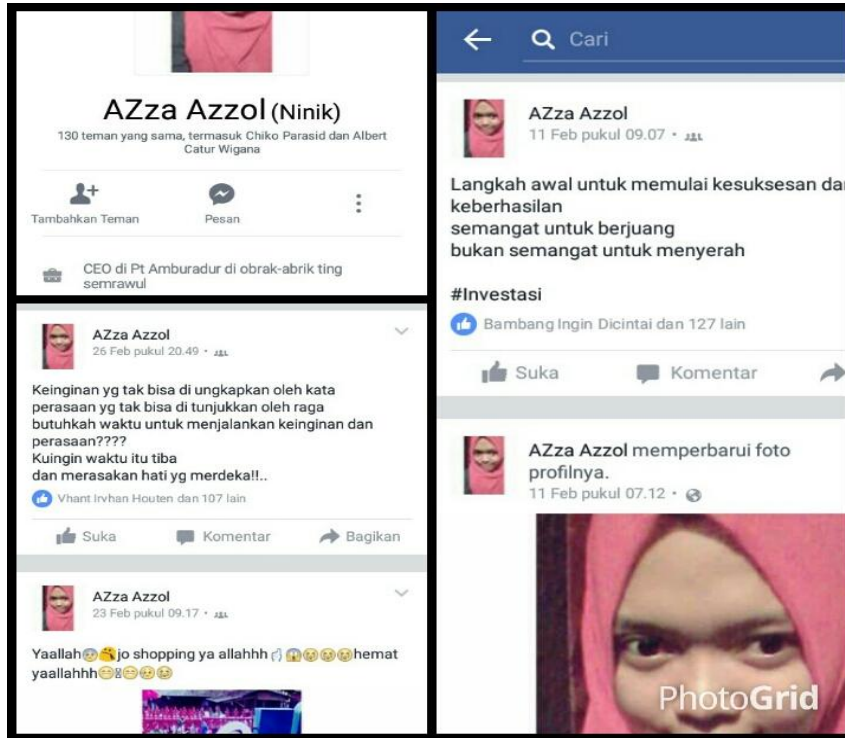 AZza Azzol (Ninik)
130 teman yang sama, termasuk Chiko Parasid dan Albert
Catur Wigana
Tambahkan Teman
Pesan
CEO di Pt Amburadur di obrak-abrik ting
semrawul
AZza Azzol
26 Feb pukul 20.49
Keinginan yg tak bisa di ungkapkan oleh kata
perasaan yg tak bisa di tunjukkan oleh raga
butuhkah waktu untuk menjalankan keinginan dan
perasaan????
Kuingin waktu itu tiba
dan merasakan hati yg merdeka!!..
Vhant Irvhan Houten dan 107 lain
Suka Komentar Bagikan
AZza Azzol
23 Feb pukul 09.17
Yaallah jo shopping ya allahhh hemat
yaallahhh
Cari
AZza Azzol
11 Feb pukul 09.07
Langkah awal untuk memulai kesuksesan dan
keberhasilan
semangat untuk berjuang
bukan semangat untuk menyerah
#Investasi
Bambang Ingin Dicintai dan 127 lain
Suka Komentar
AZza Azzol memperbarui foto
profilnya.
11 Feb pukul 07.12
PhotoGrid